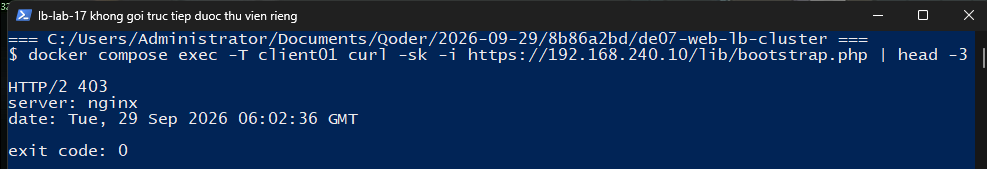 32
lb-lab-17 khong goi truc tiep duoc thu vien rieng
=== C:/Users/Administrator/Documents/Qoder/2026-09-29/8b86a2bd/de07-web-lb-cluster ===
$ docker compose exec -T client01 curl -sk -i https://192.168.240.10/lib/bootstrap.php | head -3
HTTP/2 403
server: nginx
date: Tue, 29 Sep 2026 06:02:36 GMT
exit code: 0